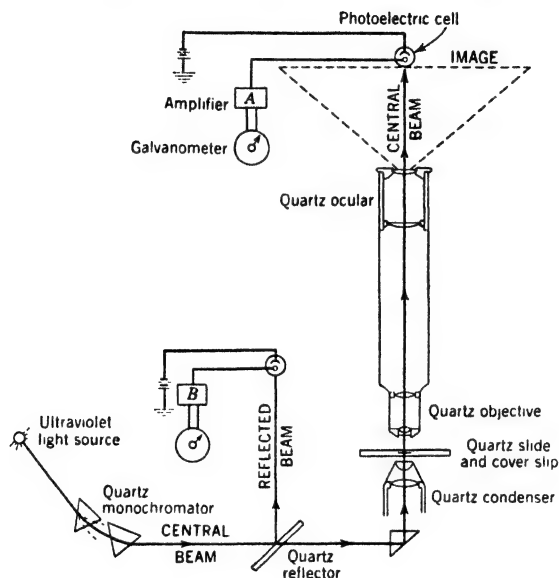 Photoelectric cell
IMAGE
Amplifier
A
Galvanometer
CENTRAL
BEAM
Quartz ocular
B
REFLECTED
BEAM
Ultraviolet
light source
Quartz objective
Quartz slide
and cover slip
Quartz condenser
Quartz
monochromator
CENTRAL
BEAM
Quartz
reflector